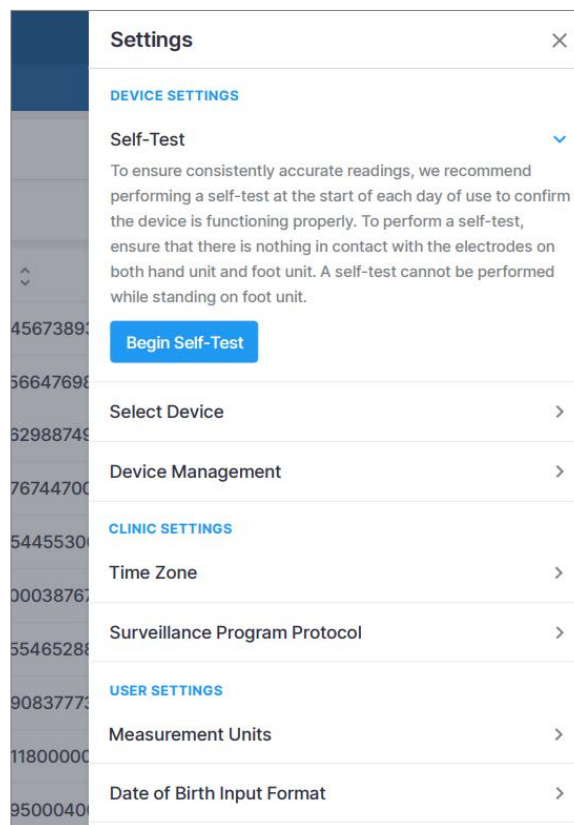 Settings
DEVICE SETTINGS
Self-Test
To ensure consistently accurate readings, we recommend
performing a self-test at the start of each day of use to confirm
the device is functioning properly. To perform a self-test,
ensure that there is nothing in contact with the electrodes on
both hand unit and foot unit. A self-test cannot be performed
while standing on foot unit.
Begin Self-Test
Select Device
Device Management
CLINIC SETTINGS
Time Zone
Surveillance Program Protocol
USER SETTINGS
Measurement Units
Date of Birth Input Format